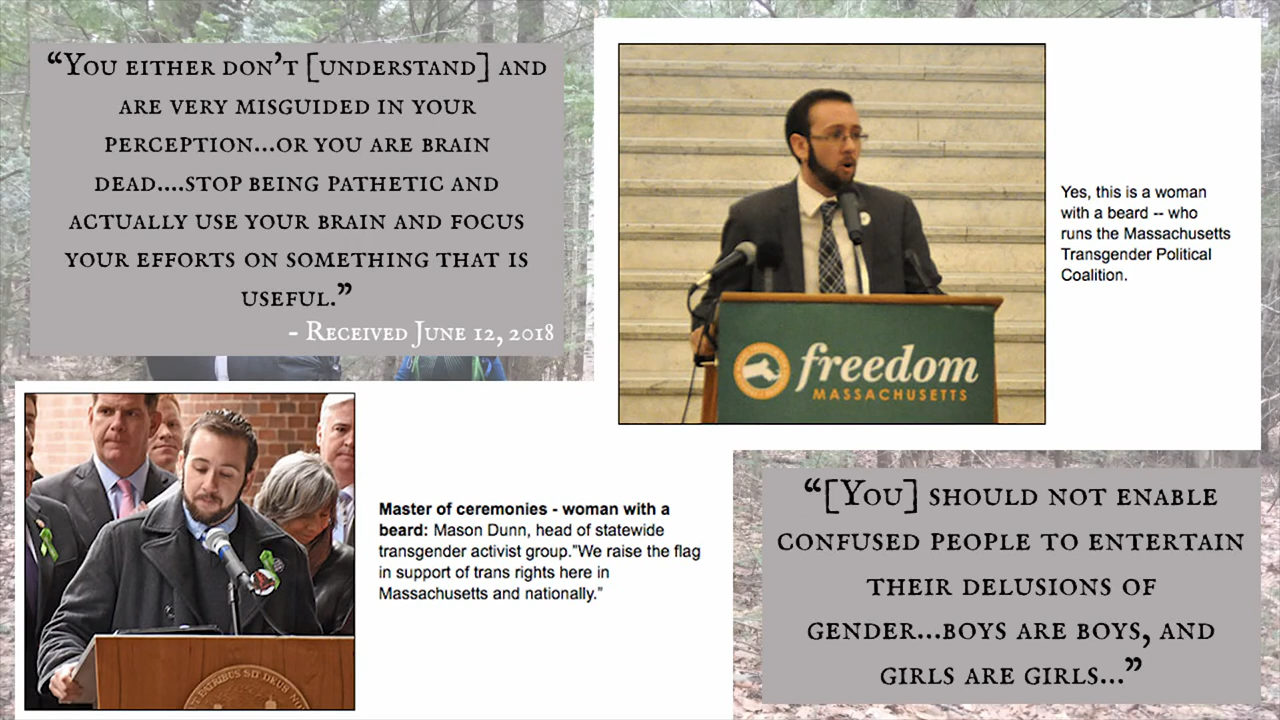 “You either don’t [understand] and
are very misguided in your
perception...or you are brain
dead....stop being pathetic and
actually use your brain and focus
your efforts on something that is
useful.”
- Received June 12, 2018
freedom
MASSACHUSETTS
Yes, this is a woman
with a beard -- who
runs the Massachusetts
Transgender Political
Coalition.
Master of ceremonies - woman with a
beard: Mason Dunn, head of statewide
transgender activist group."We raise the flag
in support of trans rights here in
Massachusetts and nationally."
PATRIBUS SIT DEUS
“[You] should not enable
confused people to entertain
their delusions of
gender...boys are boys, and
girls are girls...”